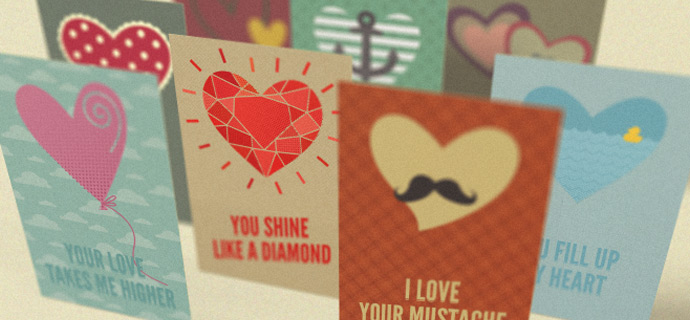 YOUR LOVE
TAKES ME HIGHER
YOU SHINE
LIKE A DIAMOND
I LOVE
YOUR MUSTACHE
U FILL UP
Y HEART